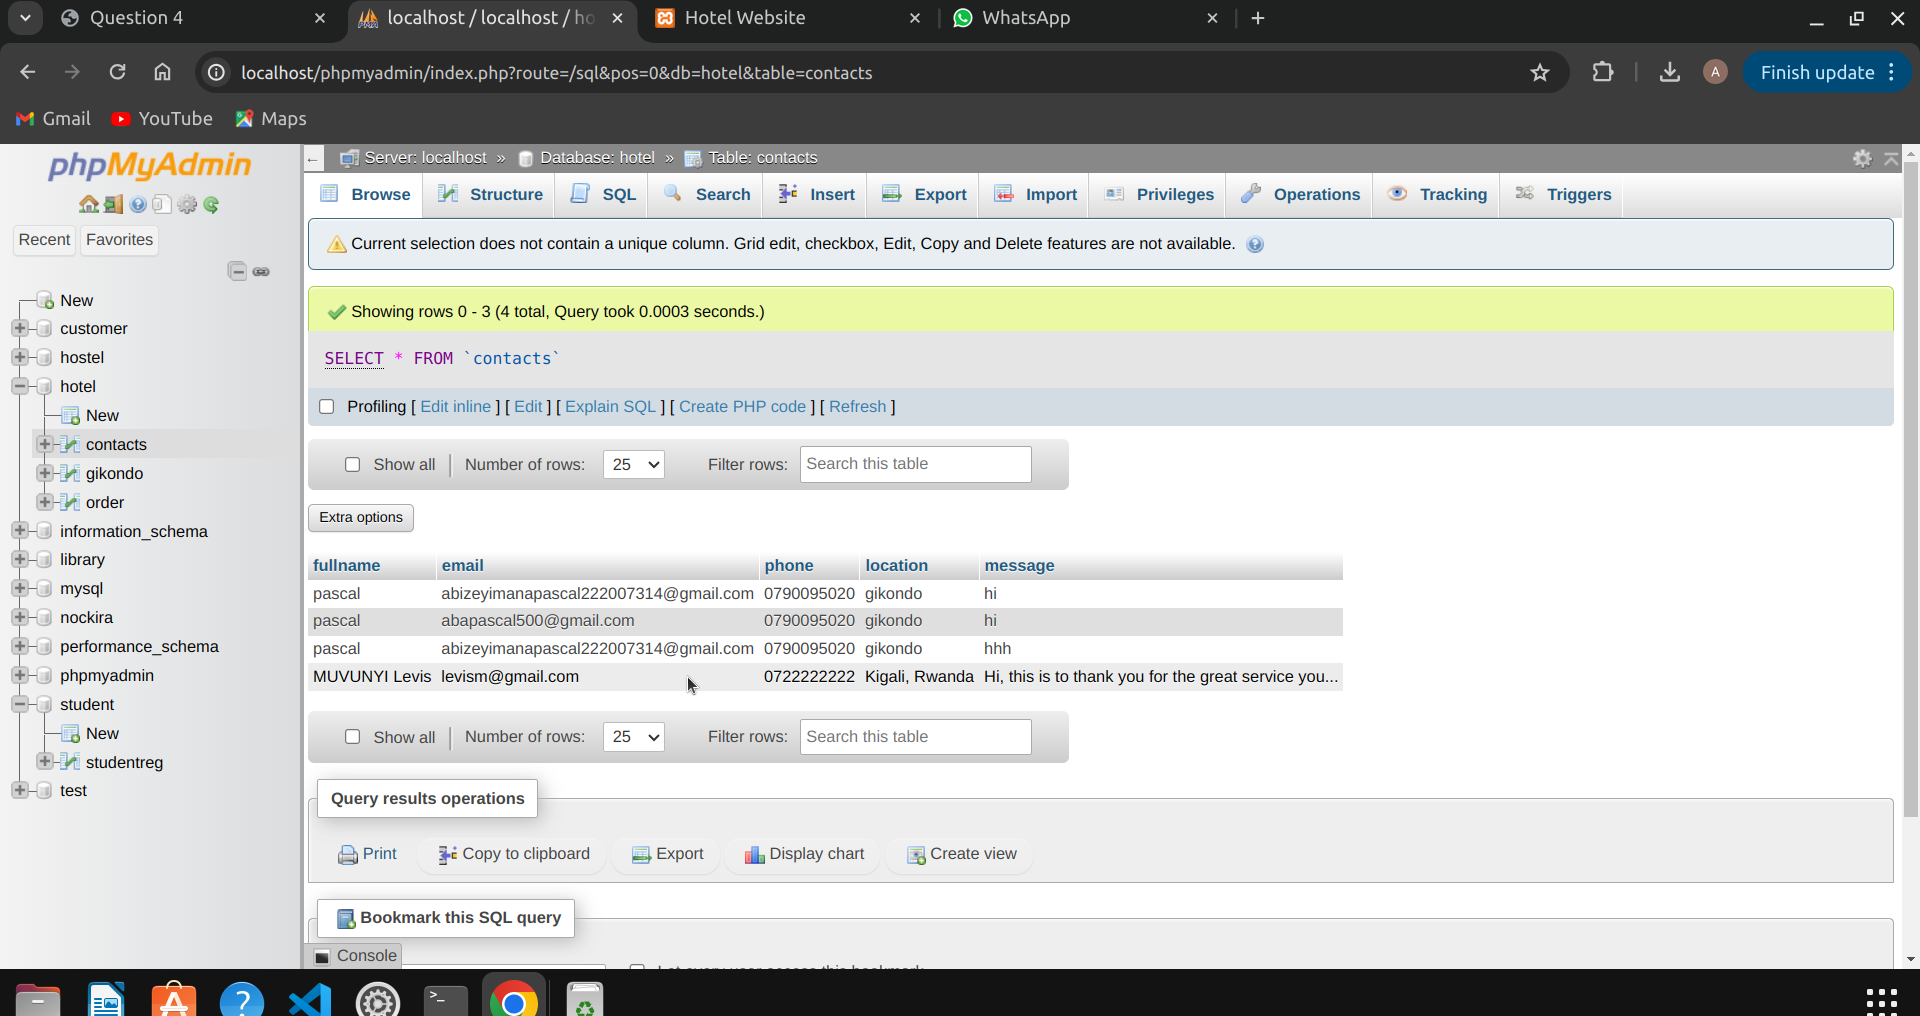 Question 4
localhost / localhost / ho
Hotel Website
WhatsApp
localhost/phpmyadmin/index.php?route=/sql&pos=0&db=hotel&table=contacts
A
Finish update
Gmail
YouTube
Maps
phpMyAdmin
Recent
Favorites
New
customer
hostel
hotel
New
contacts
gikondo
order
information_schema
library
mysql
nockira
performance_schema
phpmyadmin
student
New
studentreg
test
Server: localhost » Database: hotel » Table: contacts
Browse Structure SQL Search Insert Export Import Privileges Operations Tracking Triggers
Current selection does not contain a unique column. Grid edit, checkbox, Edit, Copy and Delete features are not available.
Showing rows 0 - 3 (4 total, Query took 0.0003 seconds.)
SELECT * FROM `contacts`
Profiling [ Edit inline ] [ Edit ] [ Explain SQL ] [ Create PHP code ] [ Refresh ]
Show all Number of rows: 25 Filter rows: Search this table
Extra options
fullname email phone location message
pascal abizeyimanapascal222007314@gmail.com 0790095020 gikondo hi
pascal abapascal500@gmail.com 0790095020 gikondo hi
pascal abizeyimanapascal222007314@gmail.com 0790095020 gikondo hhh
MUVUNYI Levis levism@gmail.com 0722222222 Kigali, Rwanda Hi, this is to thank you for the great service you...
Show all Number of rows: 25 Filter rows: Search this table
Query results operations
Print Copy to clipboard Export Display chart Create view
Bookmark this SQL query
Console